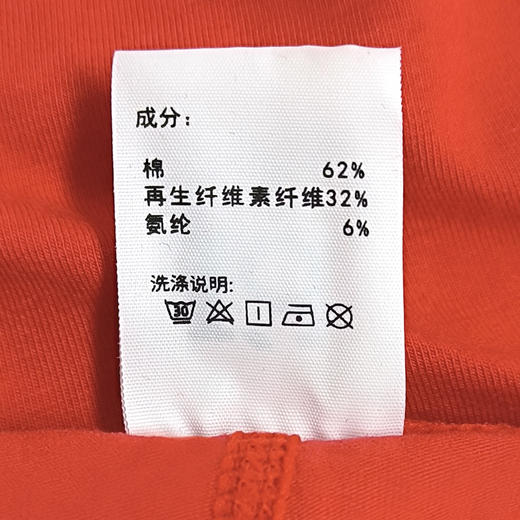 成分：
棉 62%
再生纤维素纤维32%
氨纶 6%
洗涤说明:
30